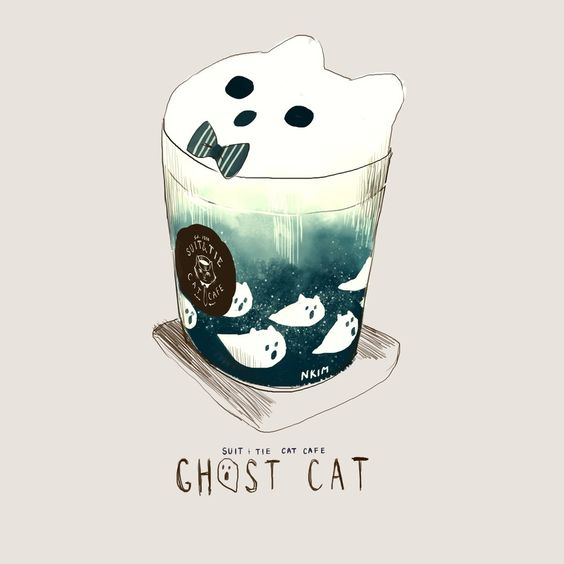 SUIT & TIE
CAT CAFE
NKIM
SUIT & TIE CAT CAFE
GHOST CAT